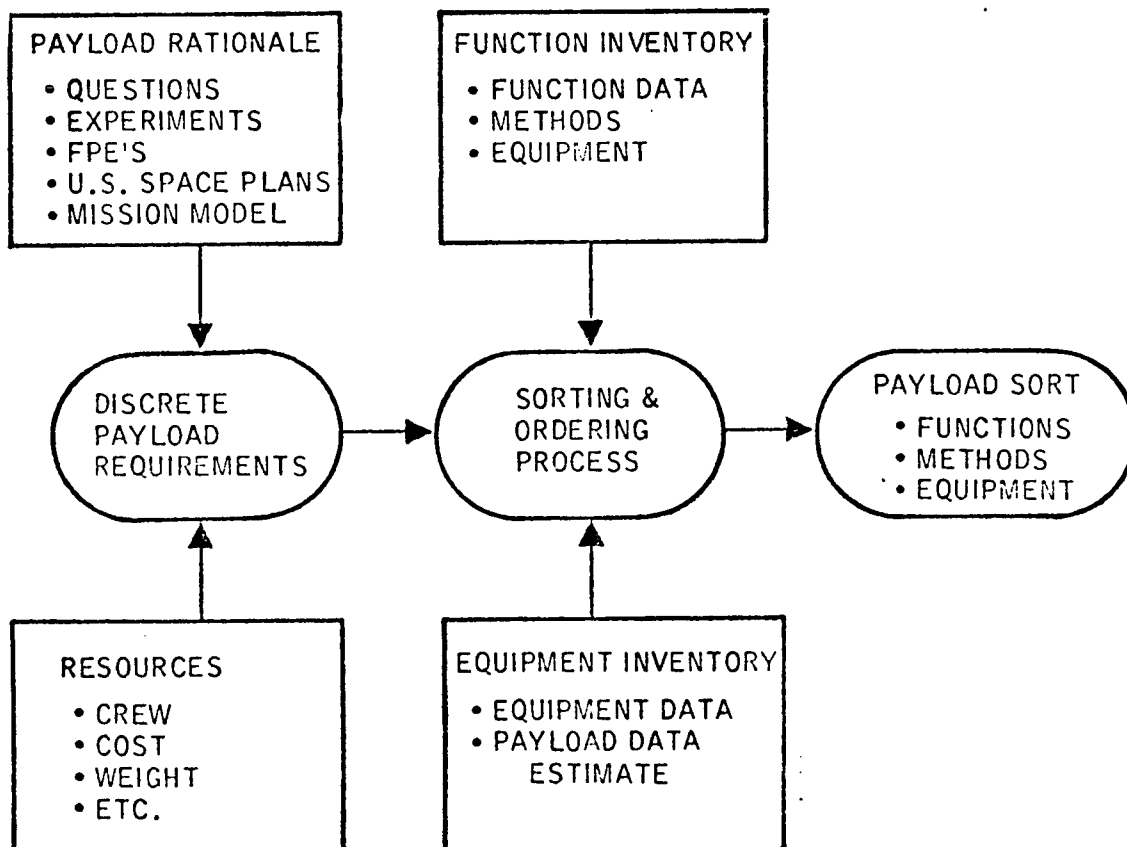 PAYLOAD RATIONALE
• QUESTIONS
• EXPERIMENTS
• FPE'S
• U.S. SPACE PLANS
• MISSION MODEL
FUNCTION INVENTORY
• FUNCTION DATA
• METHODS
• EQUIPMENT
DISCRETE
PAYLOAD
REQUIREMENTS
SORTING &
ORDERING
PROCESS
PAYLOAD SORT
• FUNCTIONS
• METHODS
• EQUIPMENT
RESOURCES
• CREW
• COST
• WEIGHT
• ETC.
EQUIPMENT INVENTORY
• EQUIPMENT DATA
• PAYLOAD DATA
ESTIMATE